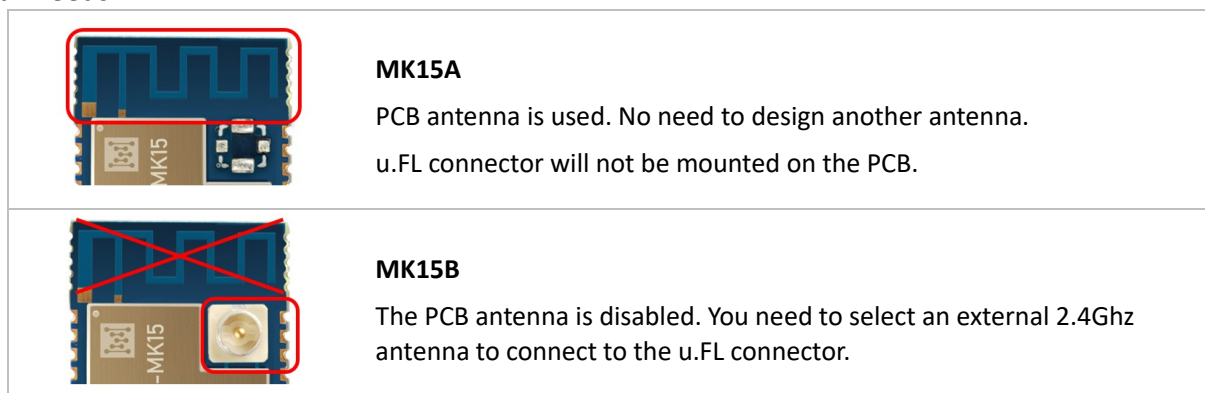 MK15A
PCB antenna is used. No need to design another antenna.
u.FL connector will not be mounted on the PCB.
MK15
MK15B
The PCB antenna is disabled. You need to select an external 2.4Ghz
antenna to connect to the u.FL connector.
-MK15